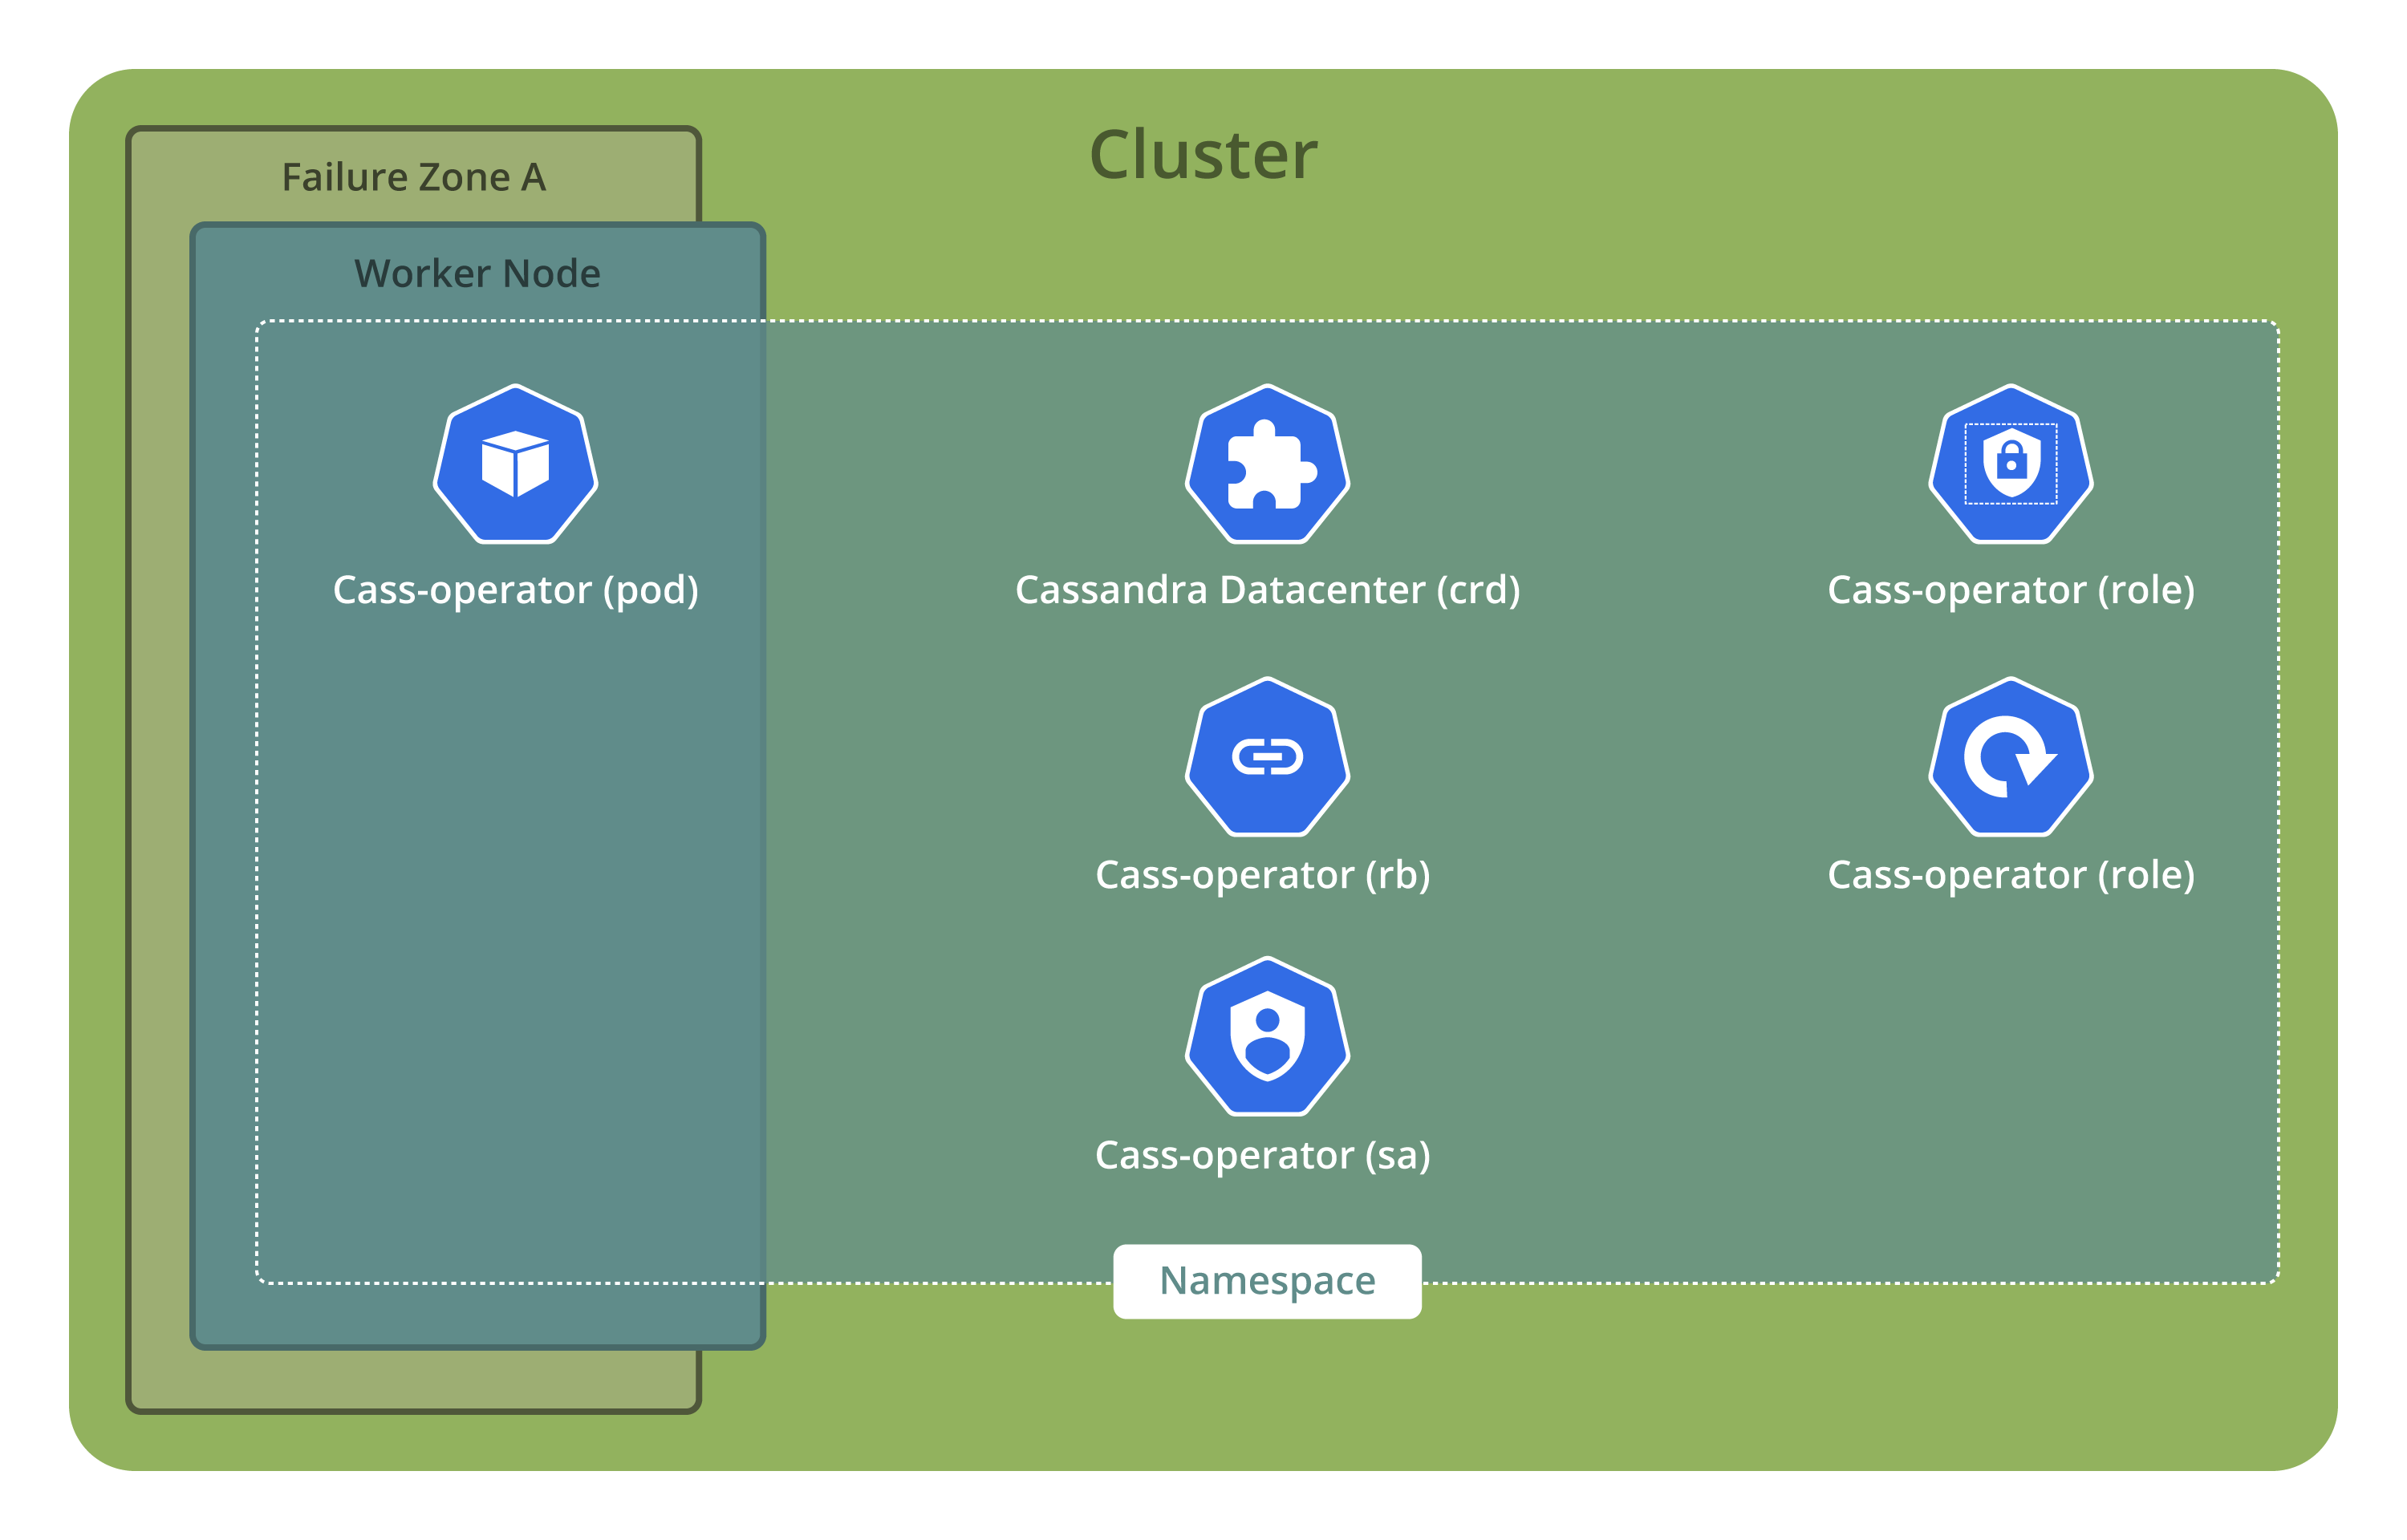 Cluster
Failure Zone A
Worker Node
Cass-operator (pod)
Cassandra Datacenter (crd)
Cass-operator (role)
Cass-operator (rb)
Cass-operator (role)
Cass-operator (sa)
Namespace